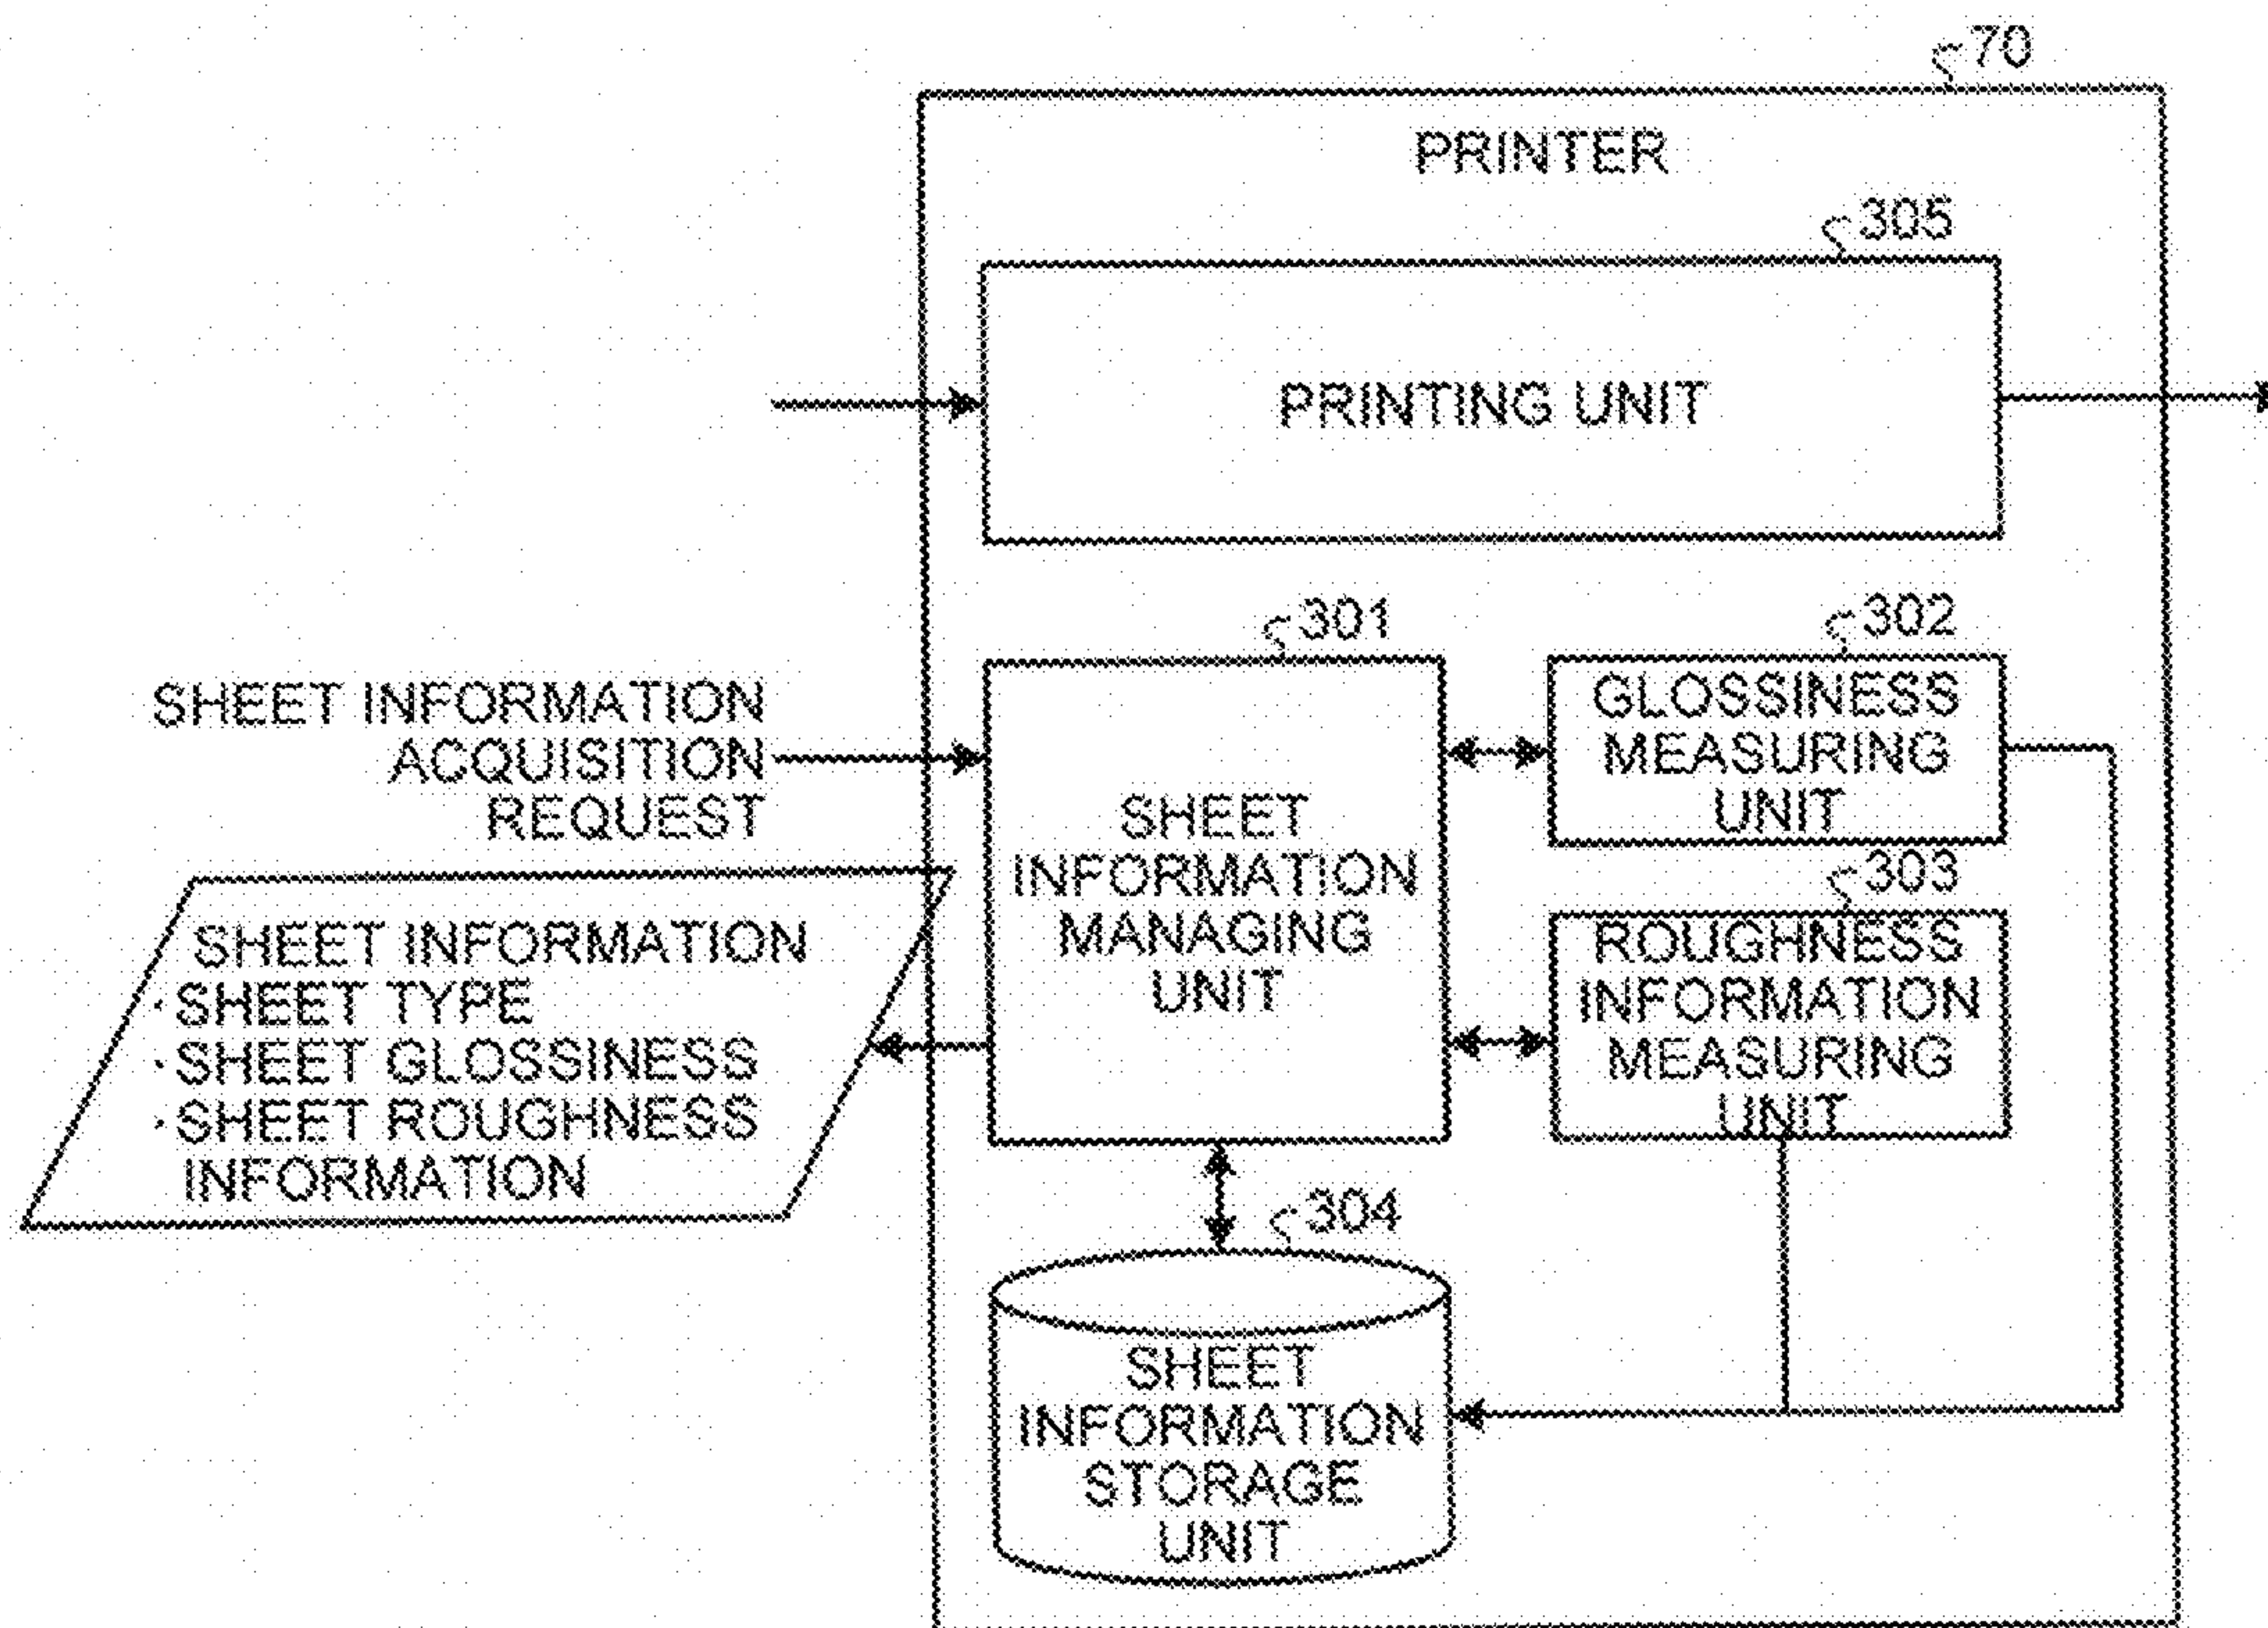 70
PRINTER
305
PRINTING UNIT
301
302
SHEET INFORMATION
ACQUISITION
REQUEST
SHEET
INFORMATION
MANAGING
UNIT
GLOSSINESS
MEASURING
UNIT
303
ROUGHNESS
INFORMATION
MEASURING
UNIT
SHEET INFORMATION
·SHEET TYPE
·SHEET GLOSSINESS
·SHEET ROUGHNESS
INFORMATION
304
SHEET
INFORMATION
STORAGE
UNIT